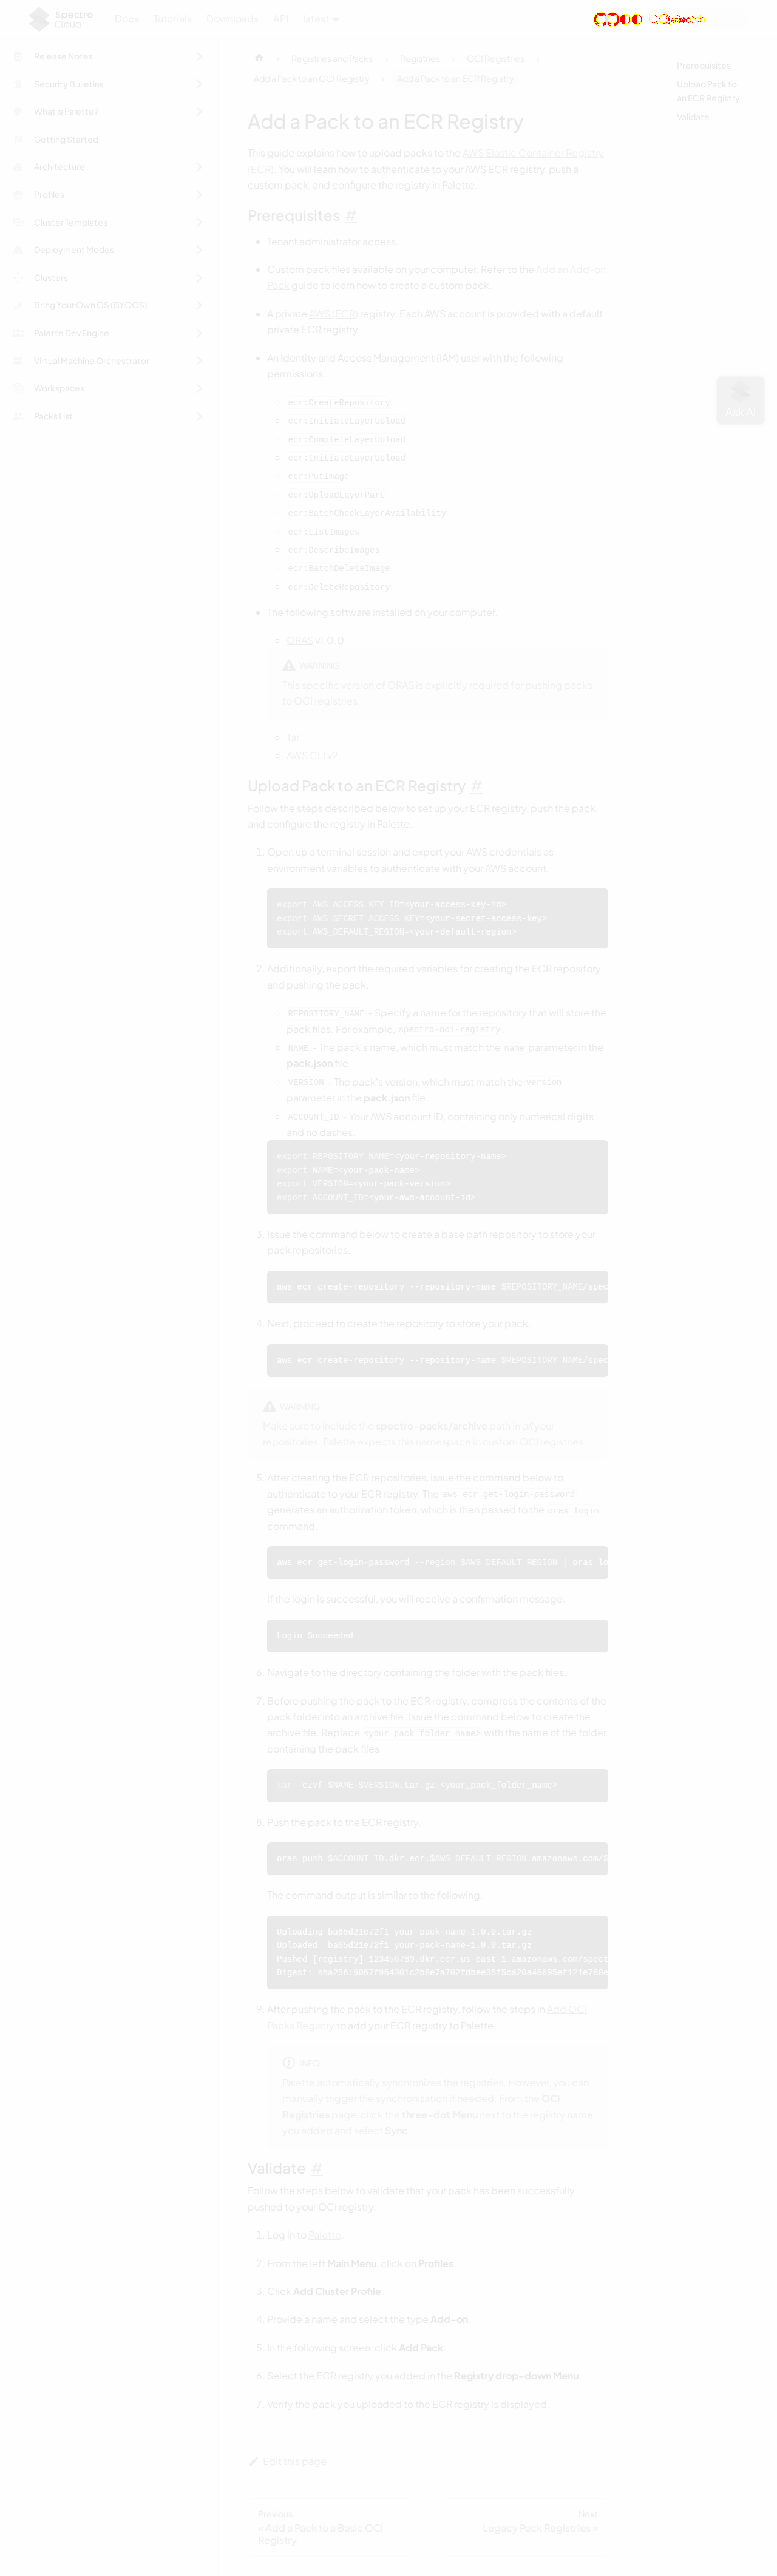 Spectro
Cloud
Docs
Tutorials
Downloads
API
latest
Release Notes
Security Bulletins
What is Palette?
Getting Started
Architecture
Profiles
Cluster Templates
Deployment Modes
Clusters
Bring Your Own OS (BYOOS)
Palette Dev Engine
Virtual Machine Orchestrator
Workspaces
Packs List
Registries and Packs
Registries
OCI Registries
Add a Pack to an OCI Registry
Add a Pack to an ECR Registry
Prerequisites
Upload Pack to
an ECR Registry
Validate
Ask AI
Add a Pack to an ECR Registry
This guide explains how to upload packs to the AWS Elastic Container Registry
(ECR). You will learn how to authenticate to your AWS ECR registry, push a
custom pack, and configure the registry in Palette.
Prerequisites #
Tenant administrator access.
Custom pack files available on your computer. Refer to the Add an Add-on
Pack guide to learn how to create a custom pack.
A private AWS (ECR) registry. Each AWS account is provided with a default
private ECR registry.
An Identity and Access Management (IAM) user with the following
permissions.
ecr:CreateRepository
ecr:InitiateLayerUpload
ecr:CompleteLayerUpload
ecr:InitiateLayerUpload
ecr:PutImage
ecr:UploadLayerPart
ecr:BatchCheckLayerAvailability
ecr:ListImages
ecr:DescribeImages
ecr:BatchDeleteImage
ecr:DeleteRepository
The following software installed on your computer:
ORAS v1.0.0
WARNING
This specific version of ORAS is explicitly required for pushing packs
to OCI registries.
Tar
AWS CLI v2
Upload Pack to an ECR Registry #
Follow the steps described below to set up your ECR registry, push the pack,
and configure the registry in Palette.
1. Open up a terminal session and export your AWS credentials as
environment variables to authenticate with your AWS account.
export AWS_ACCESS_KEY_ID=<your-access-key-id>
export AWS_SECRET_ACCESS_KEY=<your-secret-access-key>
export AWS_DEFAULT_REGION=<your-default-region>
2. Additionally, export the required variables for creating the ECR repository
and pushing the pack.
REPOSITORY_NAME - Specify a name for the repository that will store the
pack files. For example, spectro-oci-registry.
NAME - The pack's name, which must match the name parameter in the
pack.json file.
VERSION - The pack's version, which must match the version
parameter in the pack.json file.
ACCOUNT_ID - Your AWS account ID, containing only numerical digits
and no dashes.
export REPOSITORY_NAME=<your-repository-name>
export NAME=<your-pack-name>
export VERSION=<your-pack-version>
export ACCOUNT_ID=<your-aws-account-id>
3. Issue the command below to create a base path repository to store your
pack repositories.
aws ecr create-repository --repository-name $REPOSITORY_NAME/spec
4. Next, proceed to create the repository to store your pack.
aws ecr create-repository --repository-name $REPOSITORY_NAME/spec
WARNING
Make sure to include the spectro-packs/archive path in all your
repositories. Palette expects this namespace in custom OCI registries.
5. After creating the ECR repositories, issue the command below to
authenticate to your ECR registry. The aws ecr get-login-password
generates an authorization token, which is then passed to the oras login
command.
aws ecr get-login-password --region $AWS_DEFAULT_REGION | oras lo
If the login is successful, you will receive a confirmation message.
Login Succeeded
6. Navigate to the directory containing the folder with the pack files.
7. Before pushing the pack to the ECR registry, compress the contents of the
pack folder into an archive file. Issue the command below to create the
archive file. Replace <your_pack_folder_name> with the name of the folder
containing the pack files.
tar -czvf $NAME-$VERSION.tar.gz <your_pack_folder_name>
8. Push the pack to the ECR registry.
oras push $ACCOUNT_ID.dkr.ecr.$AWS_DEFAULT_REGION.amazonaws.com/$
The command output is similar to the following.
9. After pushing the pack to the ECR registry, follow the steps in Add OCI
Packs Registry to add your ECR registry to Palette.
INFO
Palette automatically synchronizes the registries. However, you can
manually trigger the synchronization if needed. From the OCI
Registries page, click the three-dot Menu next to the registry name
you added and select Sync.
Validate #
Follow the steps below to validate that your pack has been successfully
pushed to your OCI registry.
1. Log in to Palette.
2. From the left Main Menu, click on Profiles.
3. Click Add Cluster Profile.
4. Provide a name and select the type Add-on.
5. In the following screen, click Add Pack.
6. Select the ECR registry you added in the Registry drop-down Menu.
7. Verify the pack you uploaded to the ECR registry is displayed.
Edit this page
Previous
« Add a Pack to a Basic OCI
Registry
Next
Legacy Pack Registries »